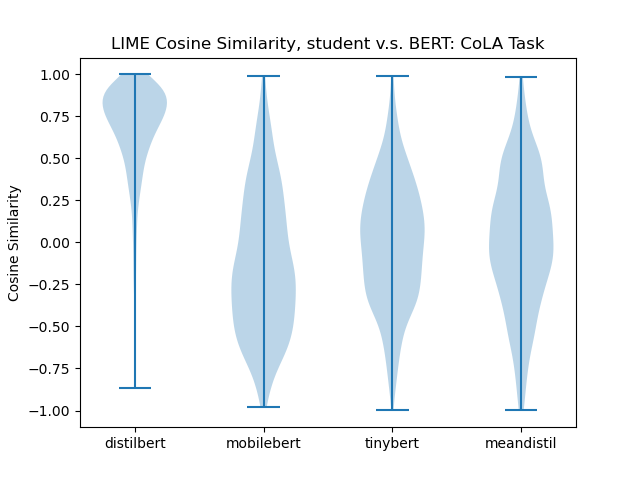 LIME Cosine Similarity, student v.s. BERT: CoLA Task
Cosine Similarity
1.00
0.75
0.50
0.25
0.00
−0.25
−0.50
−0.75
−1.00
distilbert
mobilebert
tinybert
meandistil